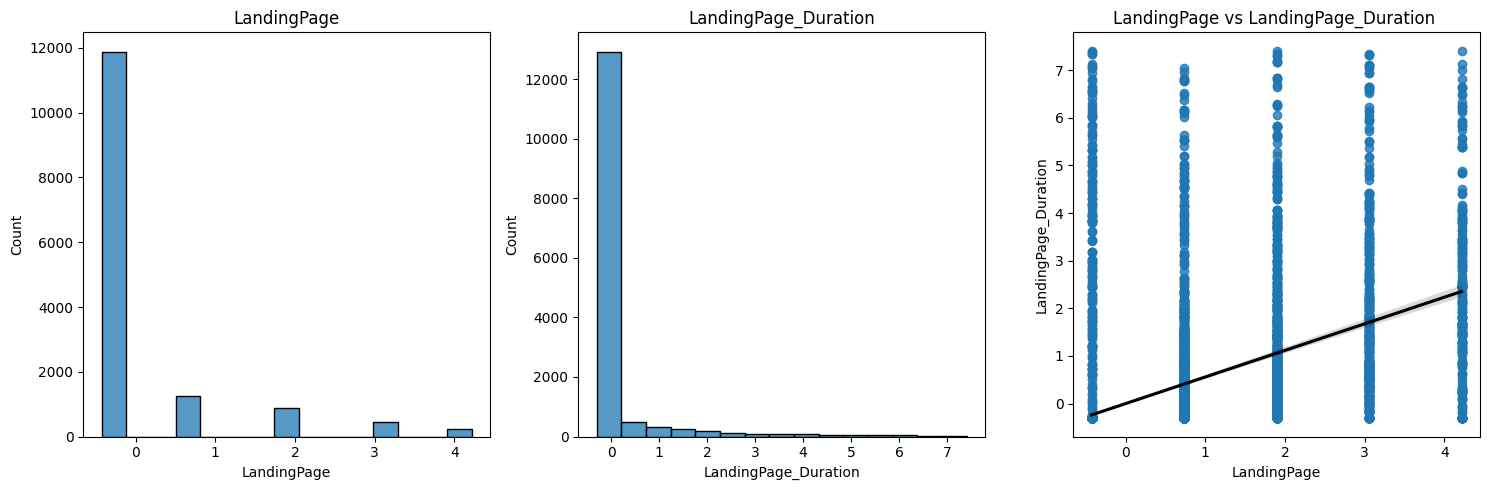 LandingPage
12000
10000
8000
6000
4000
2000
0
Count
0 1 2 3 4
LandingPage
LandingPage_Duration
12000
10000
8000
6000
4000
2000
0
Count
0 1 2 3 4 5 6 7
LandingPage_Duration
LandingPage vs LandingPage_Duration
7
6
5
4
3
2
1
0
LandingPage_Duration
0 1 2 3 4
LandingPage